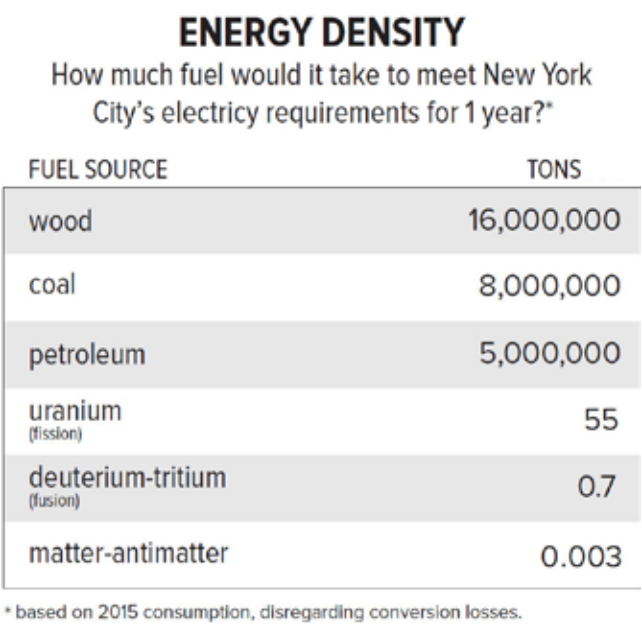 ENERGY DENSITY
How much fuel would it take to meet New York
City's electricy requirements for 1 year?*
FUEL SOURCE TONS
wood 16,000,000
coal 8,000,000
petroleum 5,000,000
uranium 55
(fission)
deuterium-tritium 0.7
(fusion)
matter-antimatter 0.003
* based on 2015 consumption, disregarding conversion losses.